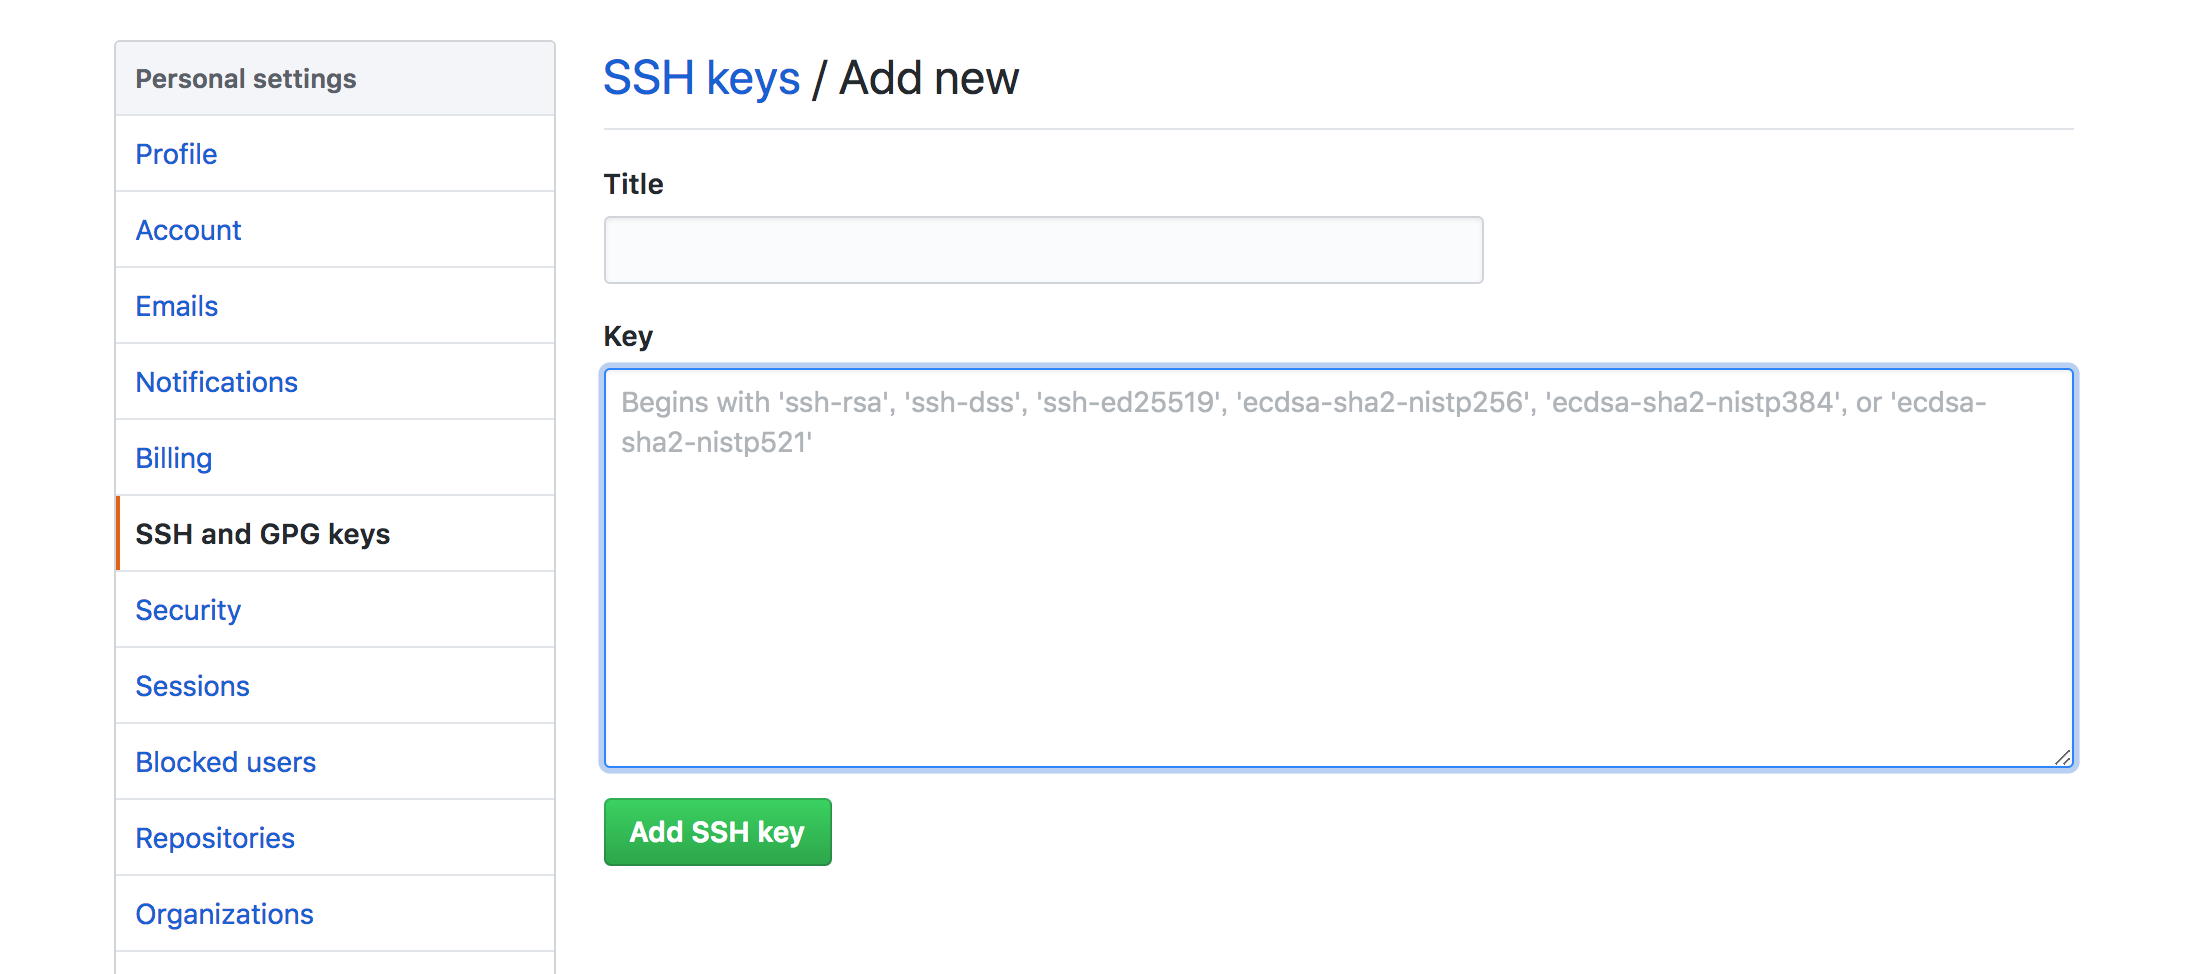 Personal settings
Profile
Account
Emails
Notifications
Billing
SSH and GPG keys
Security
Sessions
Blocked users
Repositories
Organizations
SSH keys / Add new
Title
Key
Begins with 'ssh-rsa', 'ssh-dss', 'ssh-ed25519', 'ecdsa-sha2-nistp256', 'ecdsa-sha2-nistp384', or 'ecdsa-
sha2-nistp521'
Add SSH key